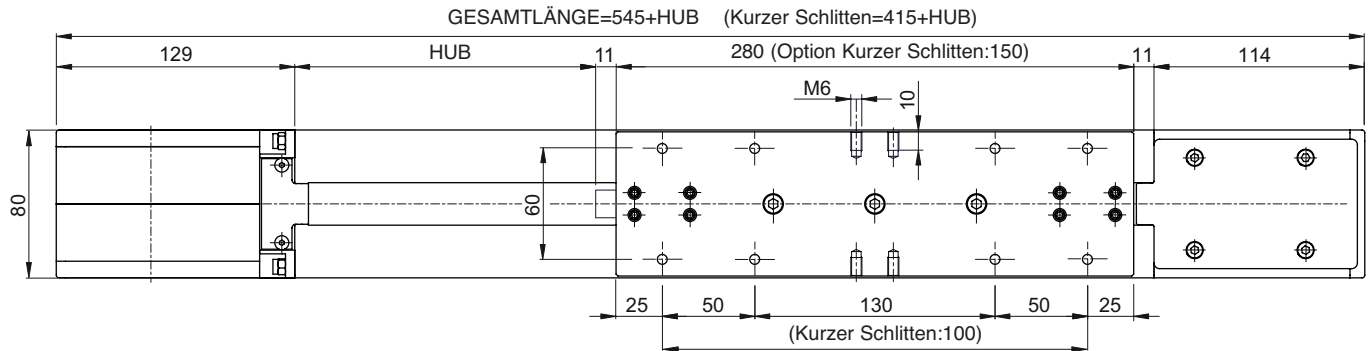 GESAMTLÄNGE=545+HUB (Kurzer Schlitten=415+HUB)
129 HUB 11 280 (Option Kurzer Schlitten:150) 11 114
M6 10
80 60
25 50 130 50 25
(Kurzer Schlitten:100)